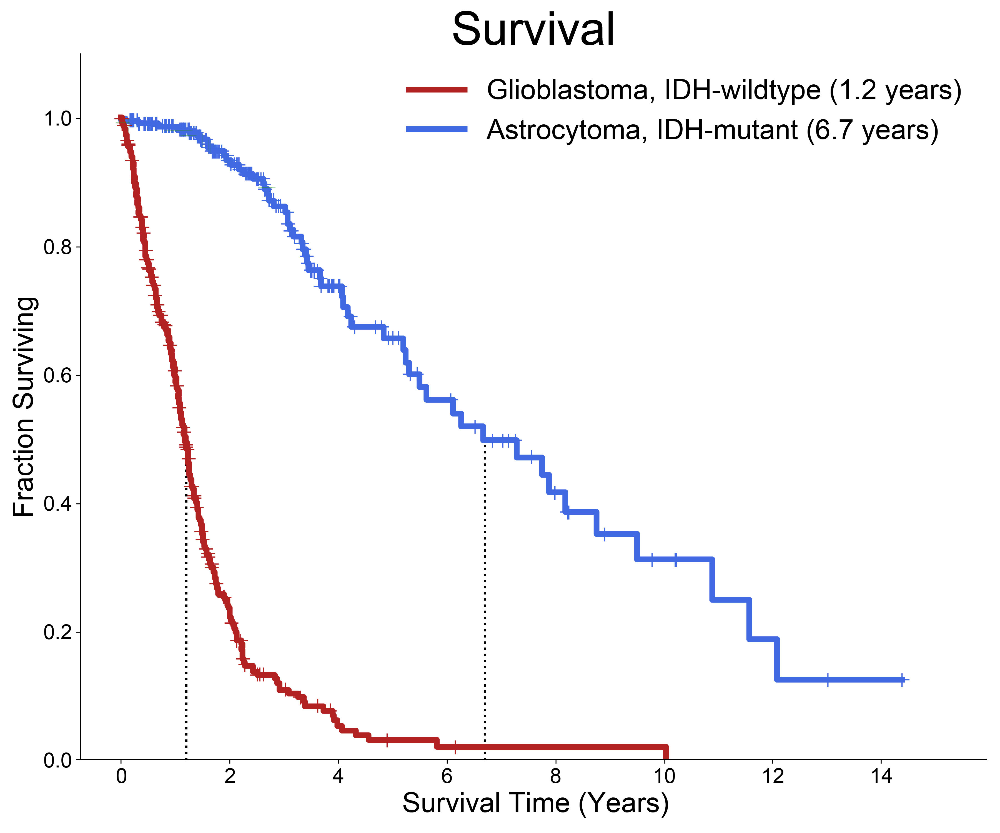 Survival
Glioblastoma, IDH-wildtype (1.2 years)
Astrocytoma, IDH-mutant (6.7 years)
Fraction Surviving
1.0
0.8
0.6
0.4
0.2
0.0
0 2 4 6 8 10 12 14
Survival Time (Years)